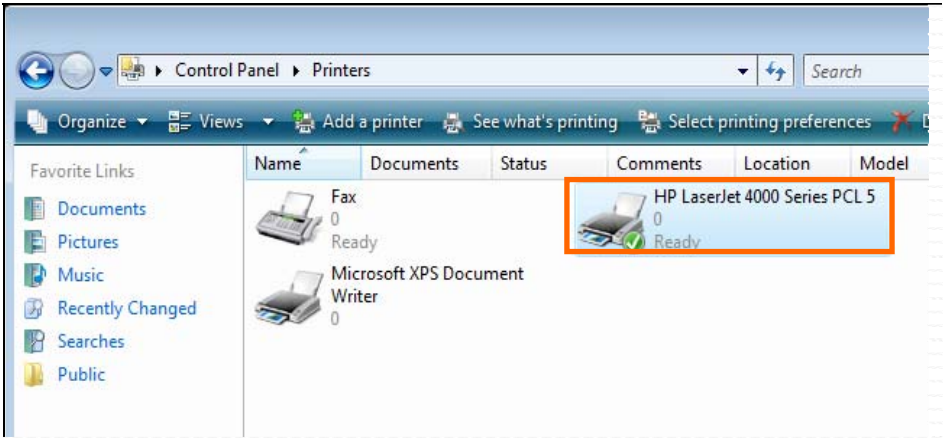 Control Panel Printers Search
Organize Views Add a printer See what's printing Select printing preferences
Favorite Links
Documents
Pictures
Music
Recently Changed
Searches
Public
Name Documents Status Comments Location Model
Fax
0
Ready
HP LaserJet 4000 Series PCL 5
0
Ready
Microsoft XPS Document
Writer
0